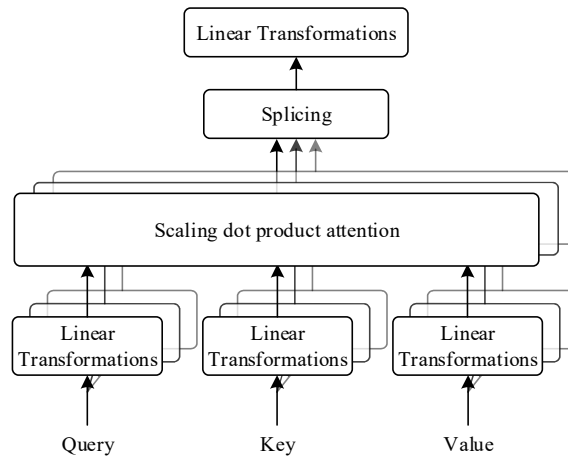 Linear Transformations
Splicing
Scaling dot product attention
Linear
Transformations
Linear
Transformations
Linear
Transformations
Query
Key
Value